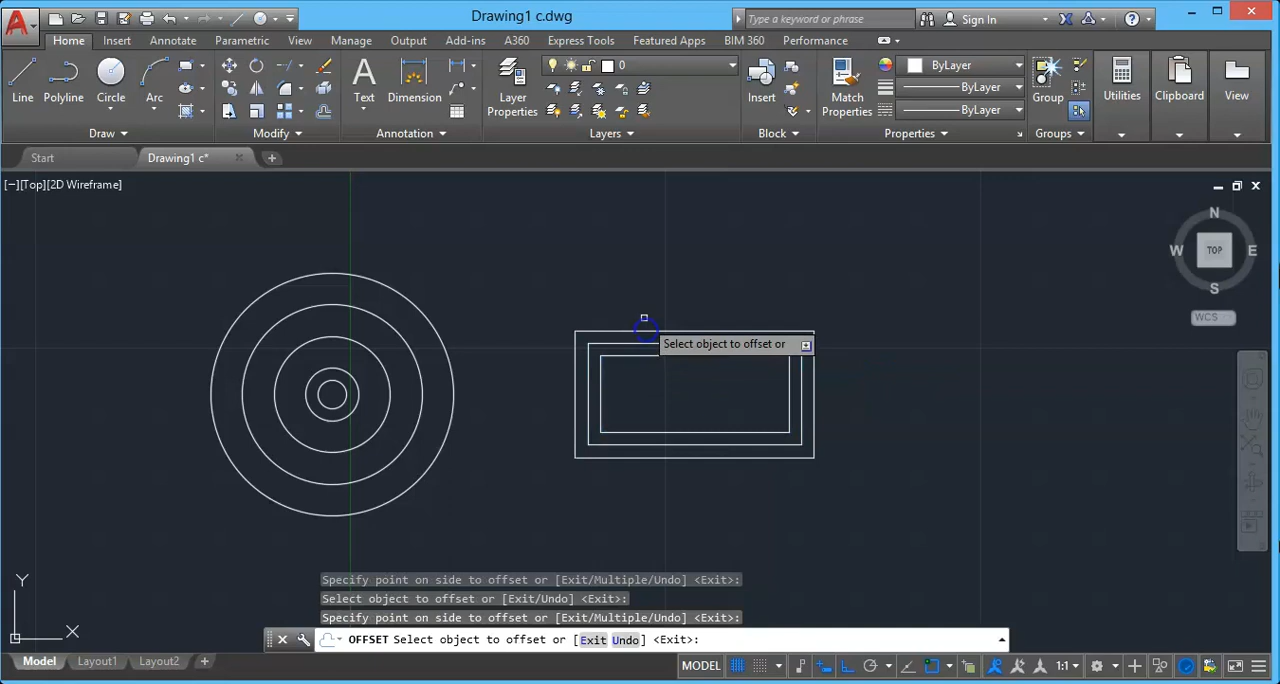 Drawing1 c.dwg
Type a keyword or phrase
Sign In
Home Insert Annotate Parametric View Manage Output Add-ins A360 Express Tools Featured Apps BIM 360 Performance
Line Polyline Circle Arc
Text Dimension
Layer Properties
0
Insert
Match Properties
ByLayer
ByLayer
ByLayer
Group
Utilities
Clipboard
View
Draw Modify Annotation Layers Block Properties Groups
Start Drawing1 c*
[−][Top][2D Wireframe]
N
W TOP E
S
WCS
Select object to offset or
Y
X
Specify point on side to offset or [Exit/Multiple/Undo] <Exit>:
Select object to offset or [Exit/Undo] <Exit>:
Specify point on side to offset or [Exit/Multiple/Undo] <Exit>:
OFFSET Select object to offset or [Exit Undo] <Exit>:
Model Layout1 Layout2
MODEL 1:1